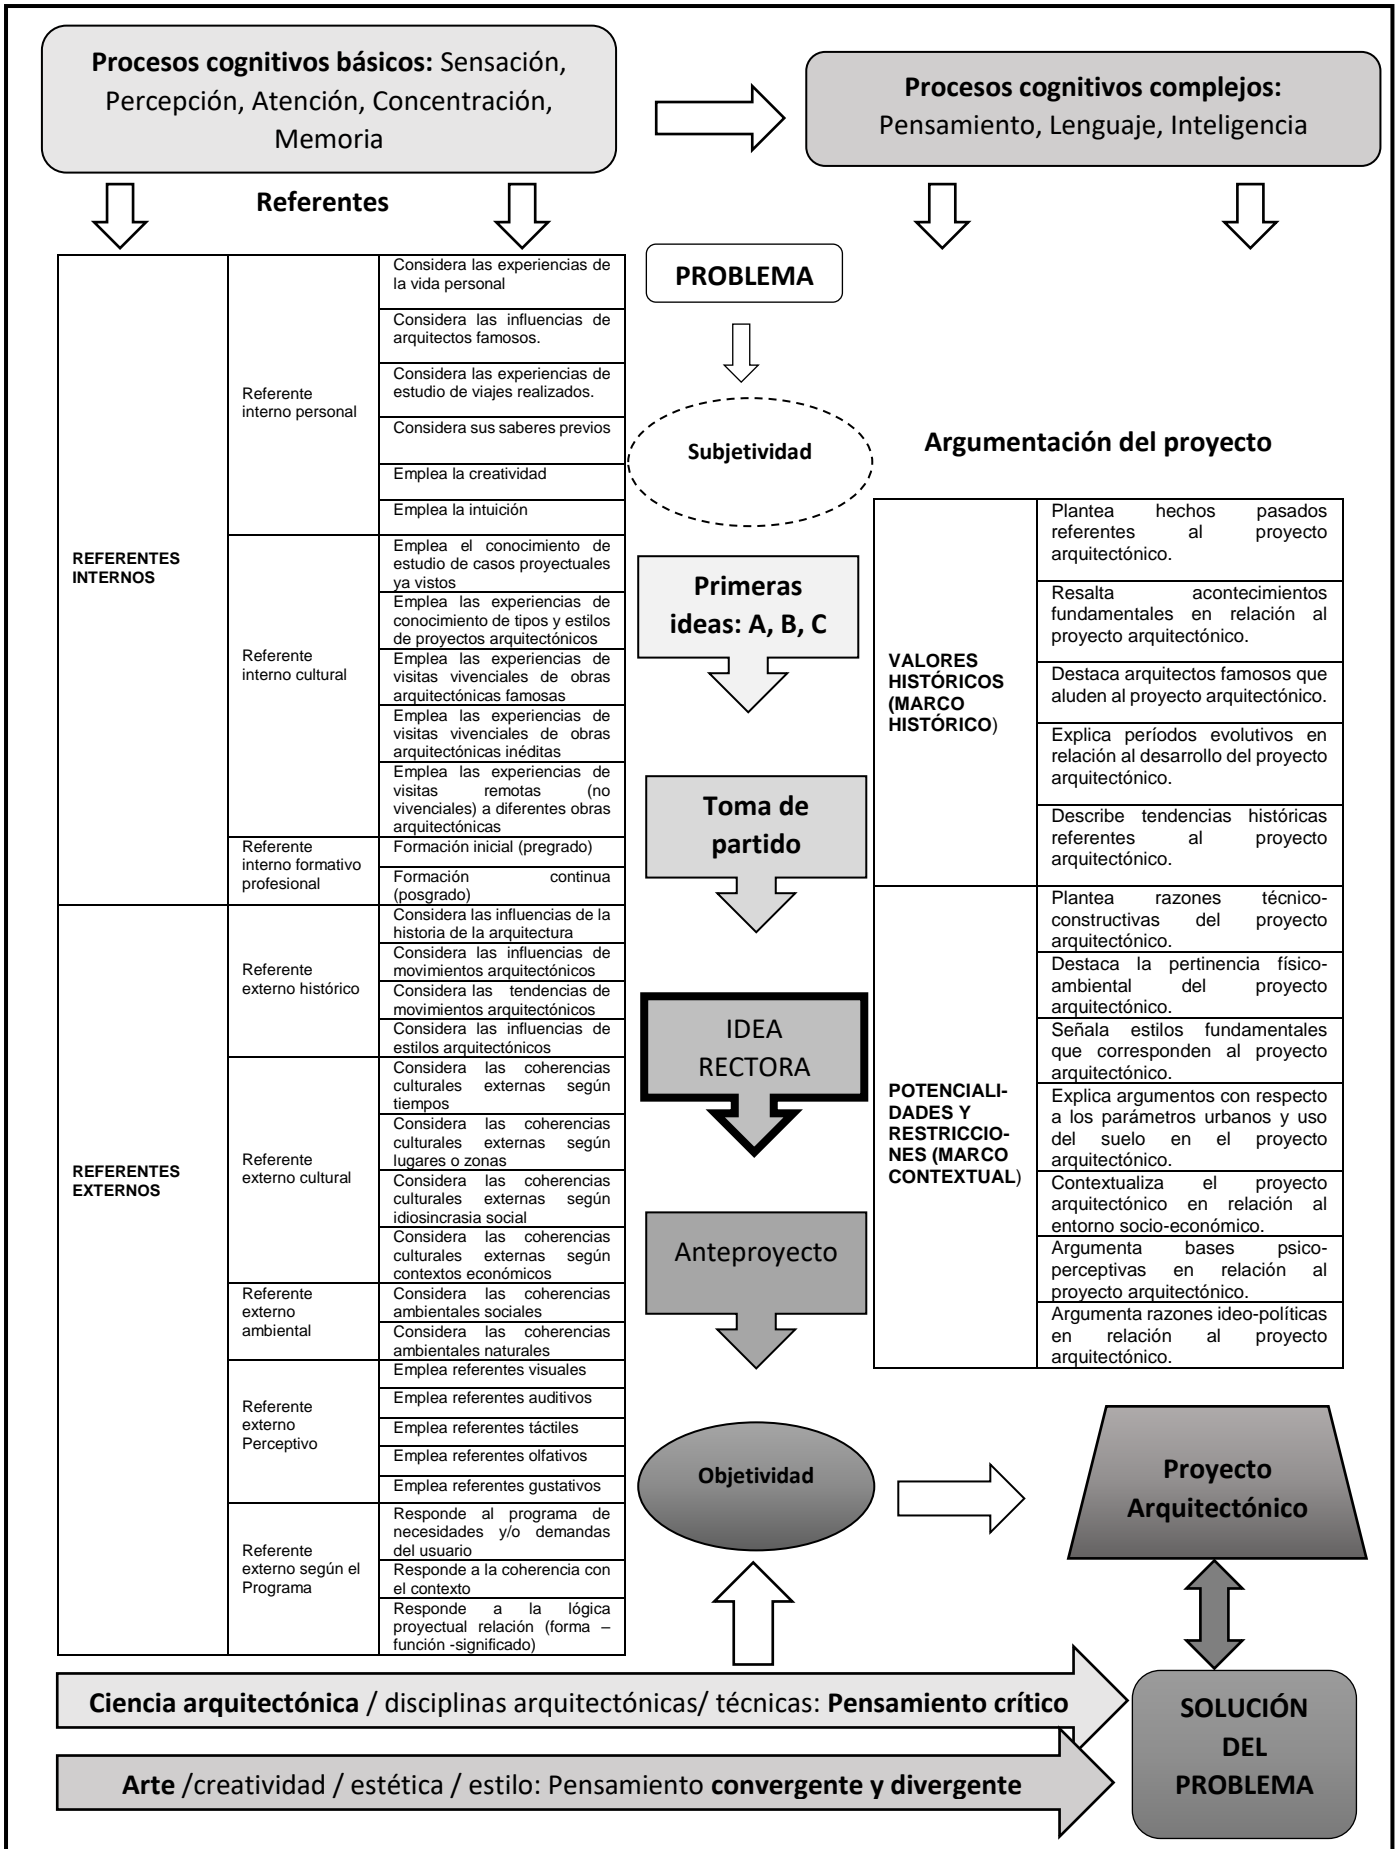 Procesos cognitivos básicos: Sensación,
Percepción, Atención, Concentración,
Memoria
Procesos cognitivos complejos:
Pensamiento, Lenguaje, Inteligencia
Referentes
REFERENTES
INTERNOS
Referente
interno personal
Considera las experiencias de
la vida personal
Considera las influencias de
arquitectos famosos.
Considera las experiencias de
estudio de viajes realizados.
Considera sus saberes previos
Emplea la creatividad
Emplea la intuición
Referente
interno cultural
Emplea el conocimiento de
estudio de casos proyectuales
ya vistos
Emplea las experiencias de
conocimiento de tipos y estilos
de proyectos arquitectónicos
Emplea las experiencias de
visitas vivenciales de obras
arquitectónicas famosas
Emplea las experiencias de
visitas vivenciales de obras
arquitectónicas inéditas
Emplea las experiencias de
visitas remotas (no
vivenciales) a diferentes obras
arquitectónicas
Referente
interno formativo
profesional
Formación inicial (pregrado)
Formación continua
(posgrado)
REFERENTES
EXTERNOS
Referente
externo histórico
Considera las influencias de la
historia de la arquitectura
Considera las influencias de
movimientos arquitectónicos
Considera las tendencias de
movimientos arquitectónicos
Considera las influencias de
estilos arquitectónicos
Referente
externo cultural
Considera las coherencias
culturales externas según
tiempos
Considera las coherencias
culturales externas según
lugares o zonas
Considera las coherencias
culturales externas según
idiosincrasia social
Considera las coherencias
culturales externas según
contextos económicos
Referente
externo
ambiental
Considera las coherencias
ambientales sociales
Considera las coherencias
ambientales naturales
Referente
externo
Perceptivo
Emplea referentes visuales
Emplea referentes auditivos
Emplea referentes táctiles
Emplea referentes olfativos
Emplea referentes gustativos
Referente
externo según el
Programa
Responde al programa de
necesidades y/o demandas
del usuario
Responde a la coherencia con
el contexto
Responde a la lógica
proyectual relación (forma –
función -significado)
PROBLEMA
Subjetividad
Primeras
ideas: A, B, C
Toma de
partido
IDEA
RECTORA
Anteproyecto
Objetividad
Argumentación del proyecto
VALORES
HISTÓRICOS
(MARCO
HISTÓRICO)
Plantea hechos pasados
referentes al proyecto
arquitectónico.
Resalta acontecimientos
fundamentales en relación al
proyecto arquitectónico.
Destaca arquitectos famosos que
aluden al proyecto arquitectónico.
Explica períodos evolutivos en
relación al desarrollo del proyecto
arquitectónico.
Describe tendencias históricas
referentes al proyecto
arquitectónico.
POTENCIALI-
DADES Y
RESTRICCIO-
NES (MARCO
CONTEXTUAL)
Plantea razones técnico-
constructivas del proyecto
arquitectónico.
Destaca la pertinencia físico-
ambiental del proyecto
arquitectónico.
Señala estilos fundamentales
que corresponden al proyecto
arquitectónico.
Explica argumentos con respecto
a los parámetros urbanos y uso
del suelo en el proyecto
arquitectónico.
Contextualiza el proyecto
arquitectónico en relación al
entorno socio-económico.
Argumenta bases psico-
perceptivas en relación al
proyecto arquitectónico.
Argumenta razones ideo-políticas
en relación al proyecto
arquitectónico.
Proyecto
Arquitectónico
Ciencia arquitectónica / disciplinas arquitectónicas/ técnicas: Pensamiento crítico
Arte /creatividad / estética / estilo: Pensamiento convergente y divergente
SOLUCIÓN
DEL
PROBLEMA